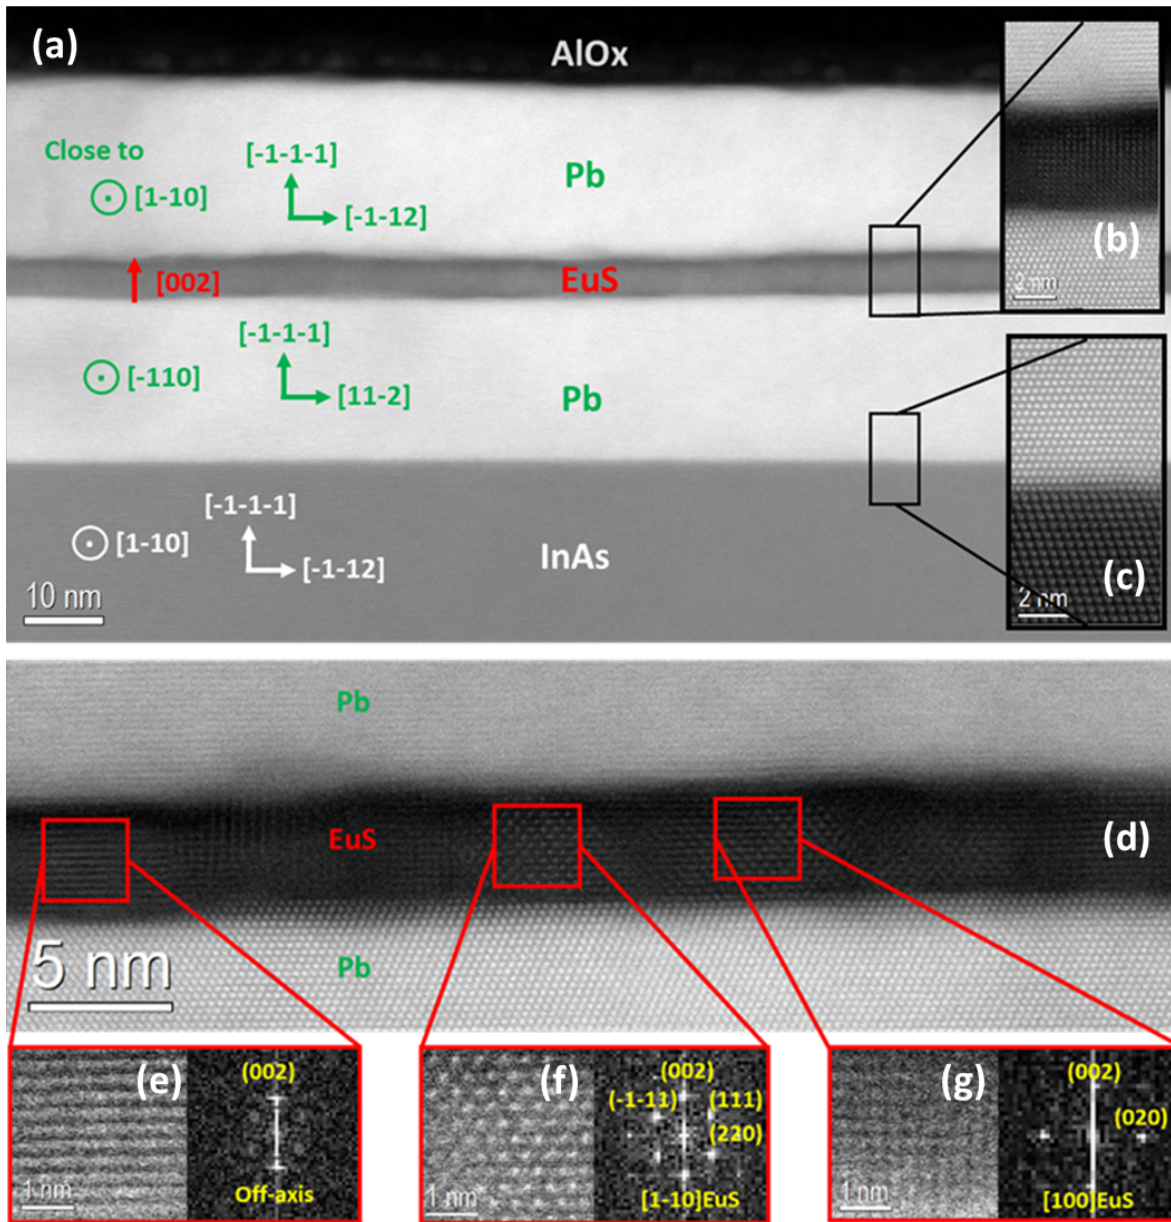 (a)
AlOx
Close to
[1-10]
[-1-1-1]
[-1-12]
Pb
(b)
2 nm
[002]
EuS
[-110]
[-1-1-1]
[11-2]
Pb
[1-10]
[-1-1-1]
[-1-12]
InAs
10 nm
(c)
2 nm
Pb
EuS
(d)
5 nm
Pb
(e)
(002)
1 nm
Off-axis
(f)
(002)
(-1-11)
(111)
(220)
1 nm
[1-10]EuS
(g)
(002)
(020)
1 nm
[100]EuS